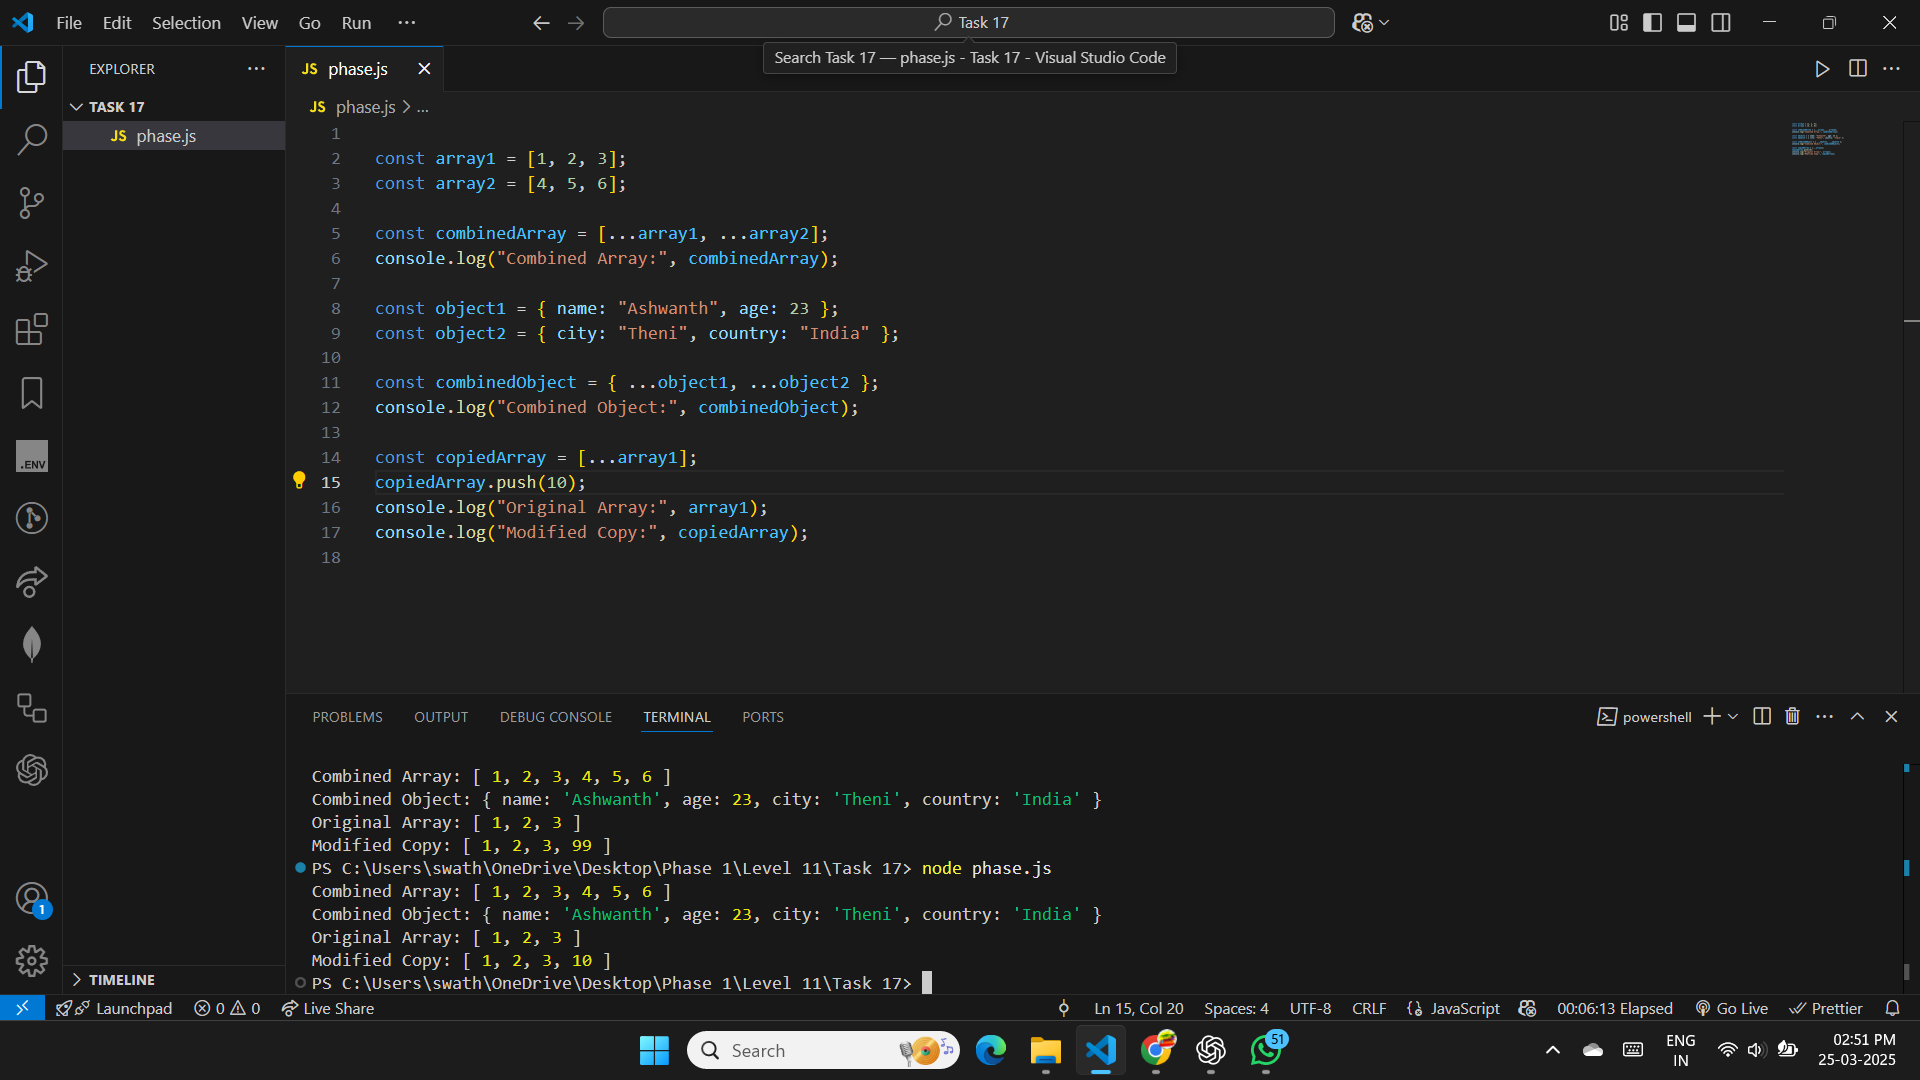 File Edit Selection View Go Run ··· Task 17
Search Task 17 — phase.js - Task 17 - Visual Studio Code
EXPLORER ···
TASK 17
JS phase.js
JS phase.js
JS phase.js > ...
1
2 const array1 = [1, 2, 3];
3 const array2 = [4, 5, 6];
4
5 const combinedArray = [...array1, ...array2];
6 console.log("Combined Array:", combinedArray);
7
8 const object1 = { name: "Ashwanth", age: 23 };
9 const object2 = { city: "Theni", country: "India" };
10
11 const combinedObject = { ...object1, ...object2 };
12 console.log("Combined Object:", combinedObject);
13
14 const copiedArray = [...array1];
15 copiedArray.push(10);
16 console.log("Original Array:", array1);
17 console.log("Modified Copy:", copiedArray);
18
.ENV
PROBLEMS OUTPUT DEBUG CONSOLE TERMINAL PORTS powershell
Combined Array: [ 1, 2, 3, 4, 5, 6 ]
Combined Object: { name: 'Ashwanth', age: 23, city: 'Theni', country: 'India' }
Original Array: [ 1, 2, 3 ]
Modified Copy: [ 1, 2, 3, 99 ]
PS C:\Users\swath\OneDrive\Desktop\Phase 1\Level 11\Task 17> node phase.js
Combined Array: [ 1, 2, 3, 4, 5, 6 ]
Combined Object: { name: 'Ashwanth', age: 23, city: 'Theni', country: 'India' }
Original Array: [ 1, 2, 3 ]
Modified Copy: [ 1, 2, 3, 10 ]
PS C:\Users\swath\OneDrive\Desktop\Phase 1\Level 11\Task 17>
1
TIMELINE
Launchpad 0 0 Live Share Ln 15, Col 20 Spaces: 4 UTF-8 CRLF {} JavaScript 00:06:13 Elapsed Go Live Prettier
Search 51 ENG IN 02:51 PM
25-03-2025